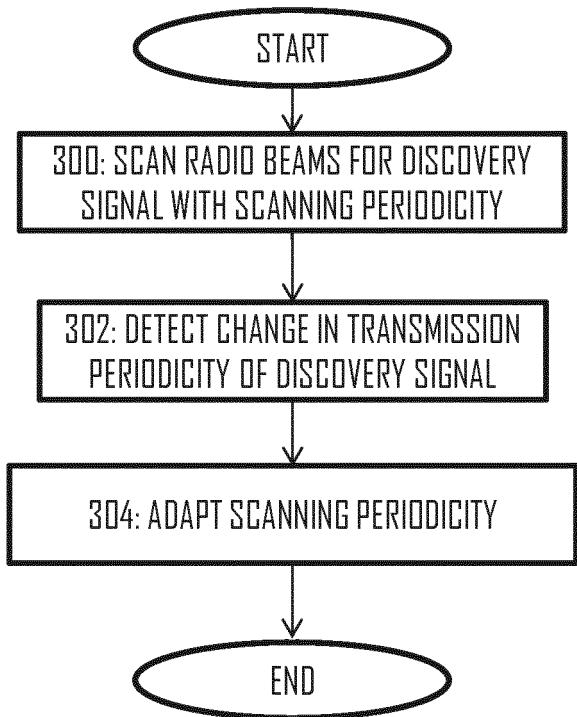 START
300: SCAN RADIO BEAMS FOR DISCOVERY
SIGNAL WITH SCANNING PERIODICITY
302: DETECT CHANGE IN TRANSMISSION
PERIODICITY OF DISCOVERY SIGNAL
304: ADAPT SCANNING PERIODICITY
END